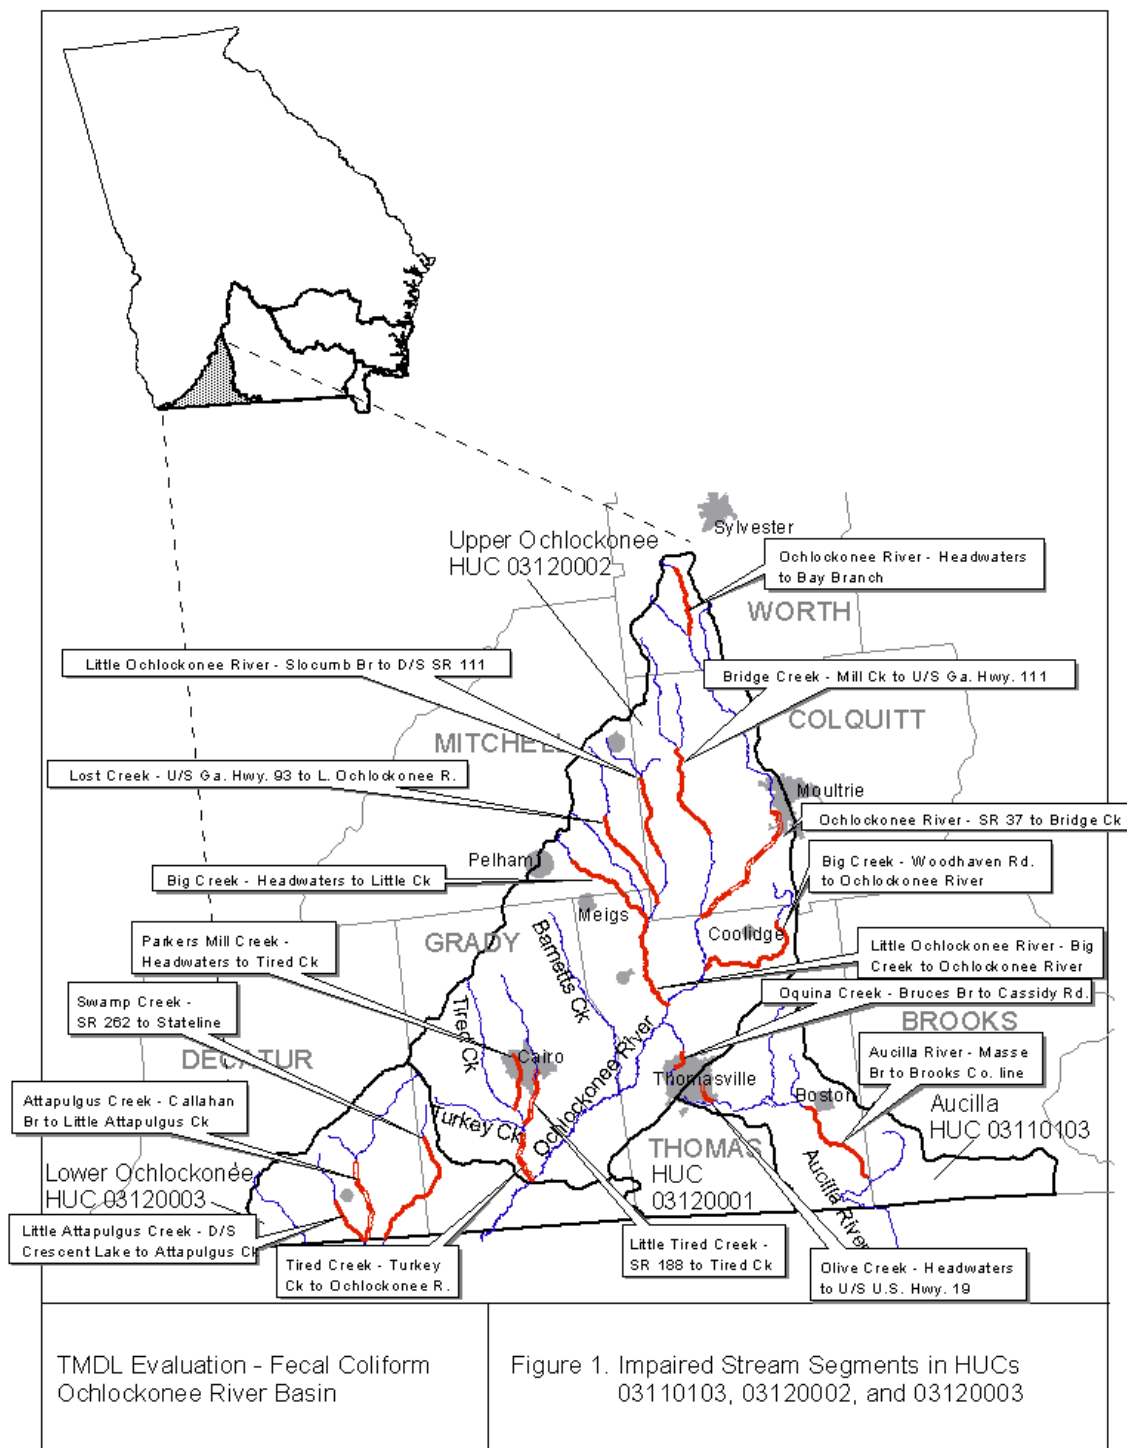 Sylvester
Upper Ochlockonee
HUC 03120002
Ochlockonee River - Headwaters
to Bay Branch
WORTH
Little Ochlockonee River - Slocumb Br to D/S SR 111
Bridge Creek - Mill Ck to U/S Ga. Hwy. 111
COLQUITT
MITCHELL
Lost Creek - U/S Ga. Hwy. 93 to L. Ochlockonee R.
Moultrie
Ochlockonee River - SR 37 to Bridge Ck
Pelham
Big Creek - Woodhaven Rd.
to Ochlockonee River
Big Creek - Headwaters to Little Ck
Meigs
Coolidge
GRADY
Parkers Mill Creek -
Headwaters to Tired Ck
Barnetts Ck
Little Ochlockonee River - Big
Creek to Ochlockonee River
Swamp Creek -
SR 262 to Stateline
Tired Ck
Oquina Creek - Bruces Br to Cassidy Rd.
BROOKS
DECATUR
Cairo
Ochlockonee River
Thomasville
Aucilla River - Masse
Br to Brooks Co. line
Attapulgus Creek - Callahan
Br to Little Attapulgus Ck
Boston
Aucilla
HUC 03110103
Turkey Ck
THOMAS
HUC
03120001
Lower Ochlockonee
HUC 03120003
Aucilla River
Little Attapulgus Creek - D/S
Crescent Lake to Attapulgus Ck
Tired Creek - Turkey
Ck to Ochlockonee R.
Little Tired Creek -
SR 188 to Tired Ck
Olive Creek - Headwaters
to U/S U.S. Hwy. 19
TMDL Evaluation - Fecal Coliform
Ochlockonee River Basin
Figure 1. Impaired Stream Segments in HUCs
03110103, 03120002, and 03120003